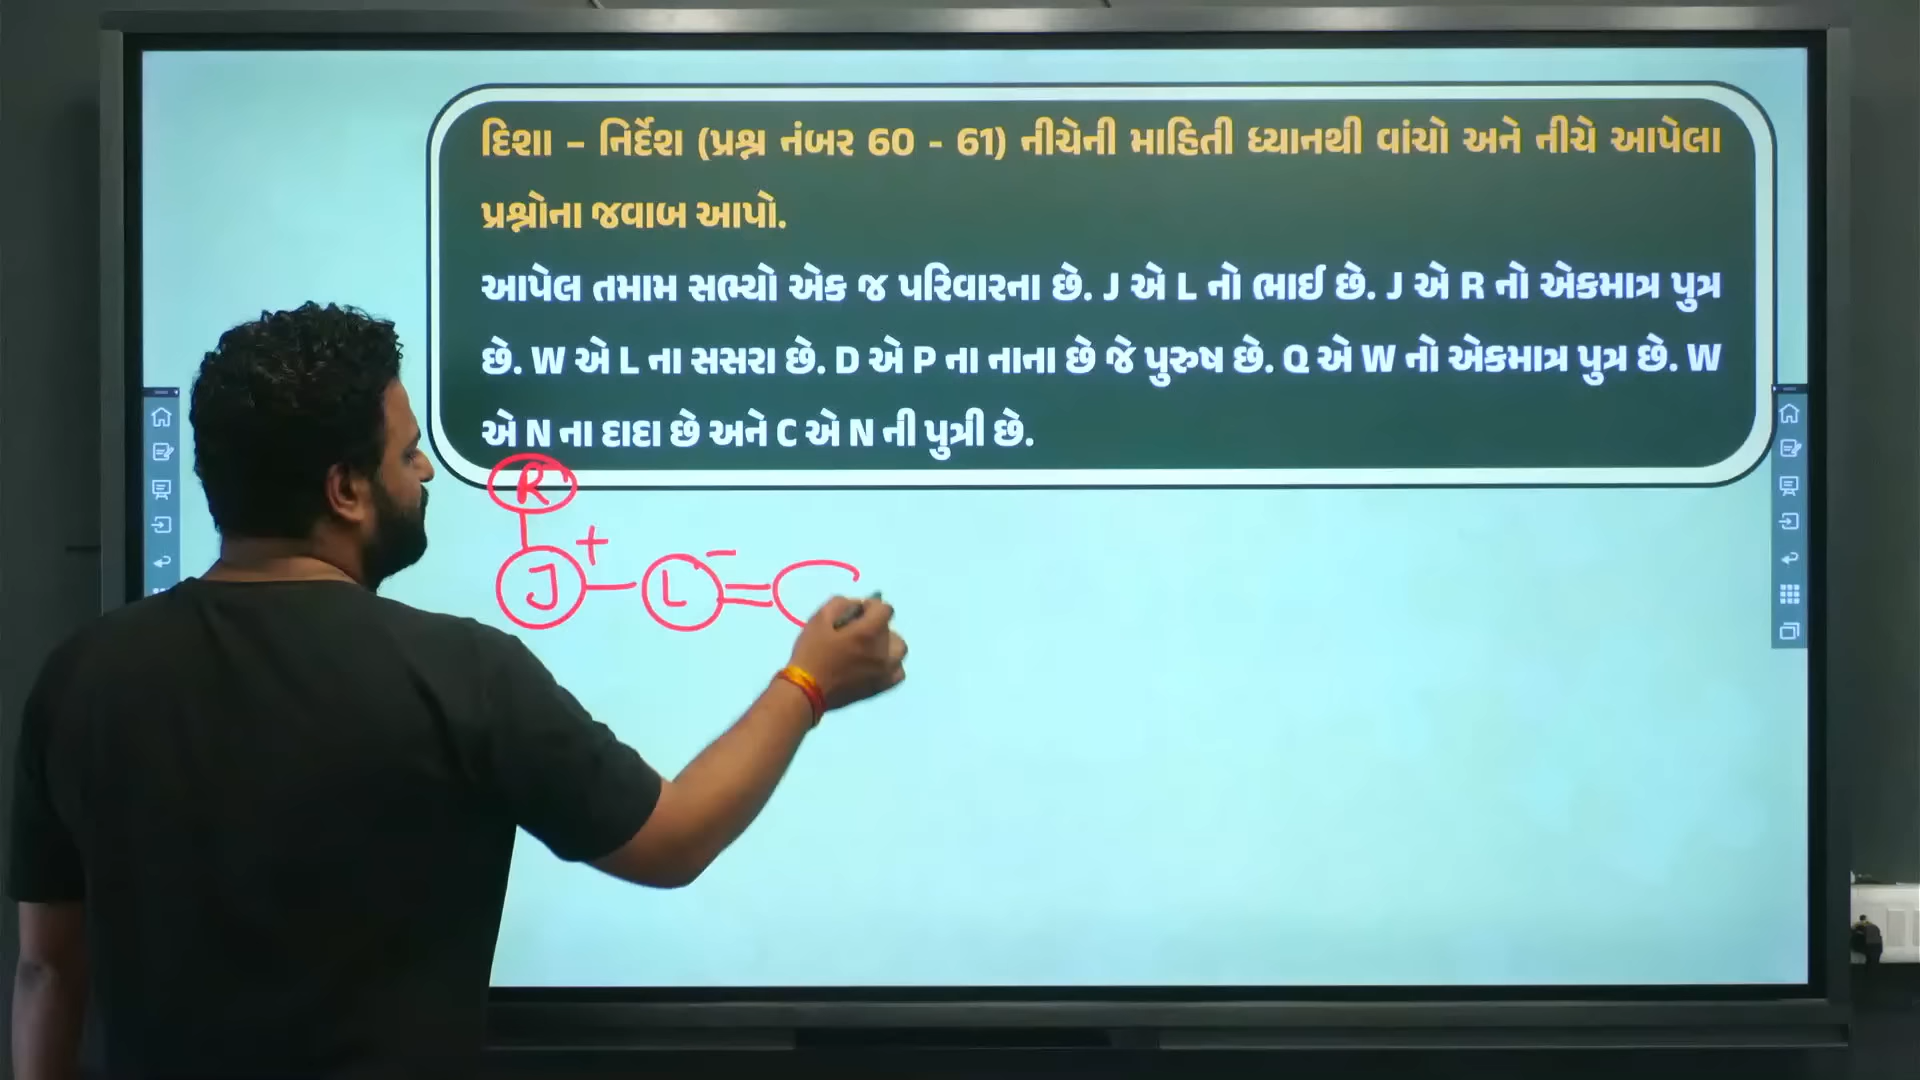 દિશા – નિર્દેશ (પ્રશ્ન નંબર 60 - 61) નીચેની માહિતી ધ્યાનથી વાંચો અને નીચે આપેલા
પ્રશ્નોના જવાબ આપો.
આપેલ તમામ સભ્યો એક જ પરિવારના છે. J એ L નો ભાઈ છે. J એ R નો એકમાત્ર પુત્ર
છે. W એ L ના સસરા છે. D એ P ના નાના છે જે પુરુષ છે. Q એ W નો એકમાત્ર પુત્ર છે. W
એ N ના દાદા છે અને C એ N ની પુત્રી છે.
R
J + L −